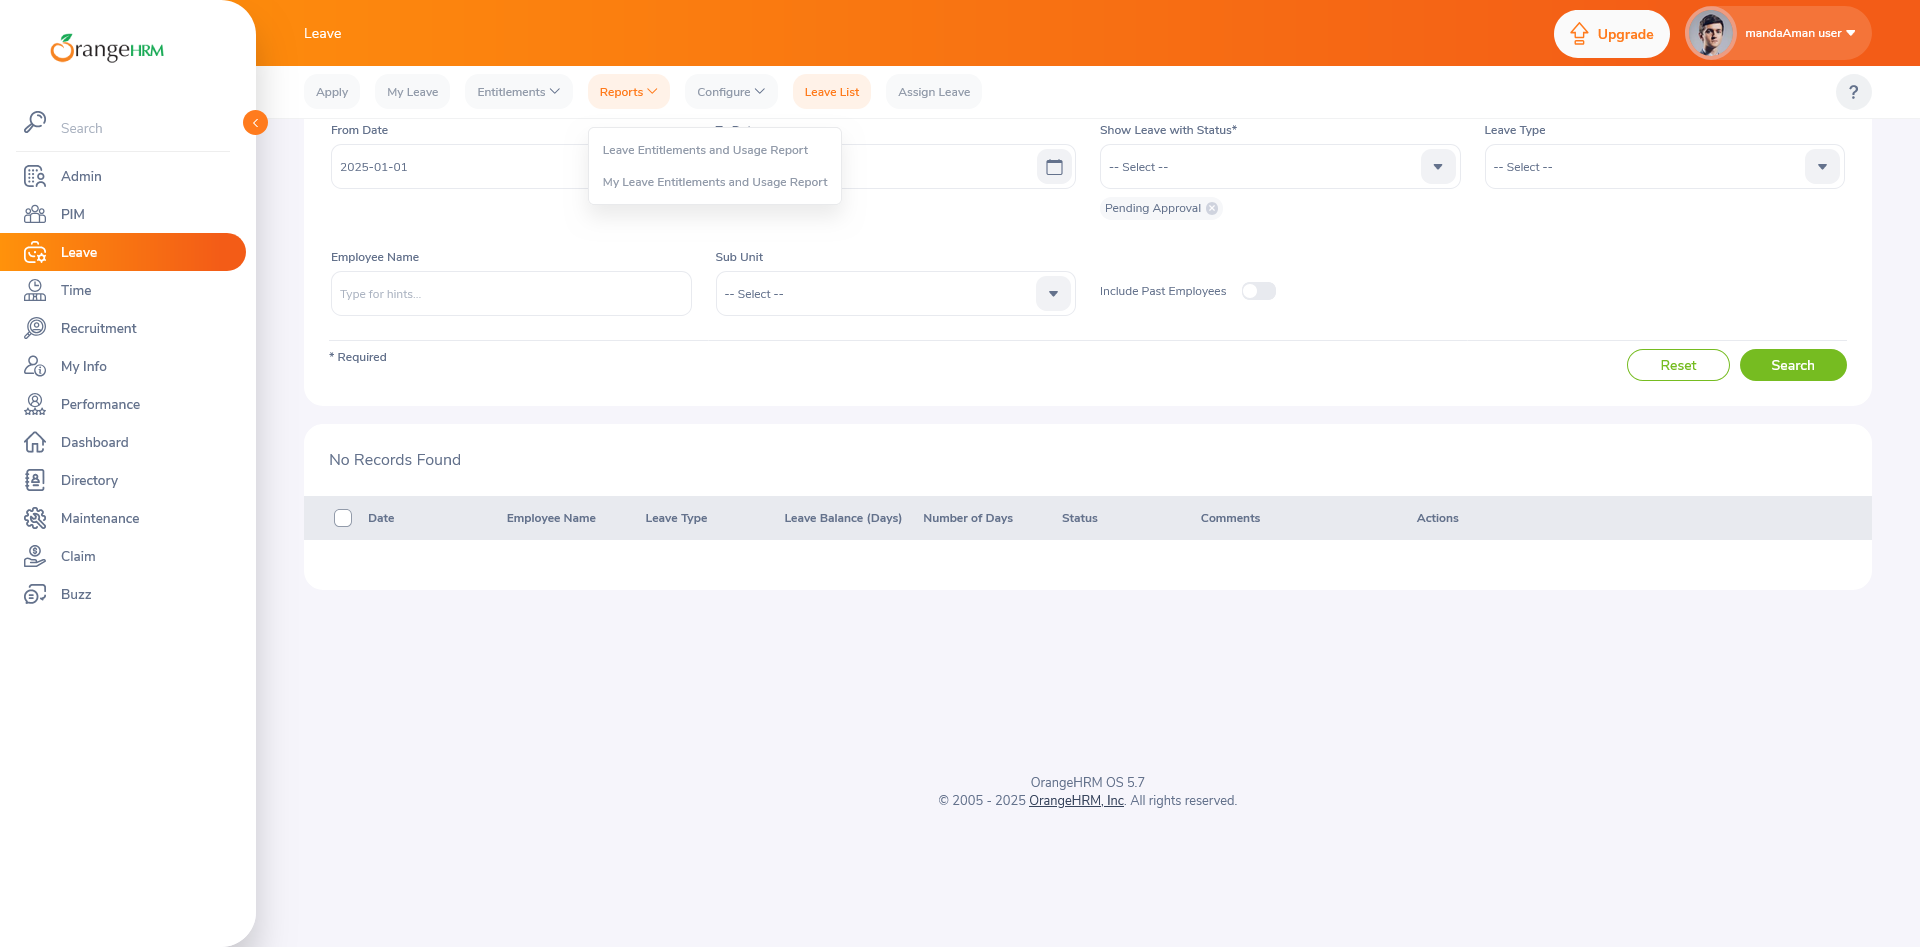 OrangeHRM
Search
Admin
PIM
Leave
Time
Recruitment
My Info
Performance
Dashboard
Directory
Maintenance
Claim
Buzz
Leave
Upgrade
mandaAman user
Apply
My Leave
Entitlements
Reports
Configure
Leave List
Assign Leave
?
Leave Entitlements and Usage Report
My Leave Entitlements and Usage Report
From Date
2025-01-01
Show Leave with Status*
-- Select --
Pending Approval
Leave Type
-- Select --
Employee Name
Type for hints...
Sub Unit
-- Select --
Include Past Employees
* Required
Reset
Search
No Records Found
Date Employee Name Leave Type Leave Balance (Days) Number of Days Status Comments Actions
OrangeHRM OS 5.7
© 2005 - 2025 OrangeHRM, Inc. All rights reserved.